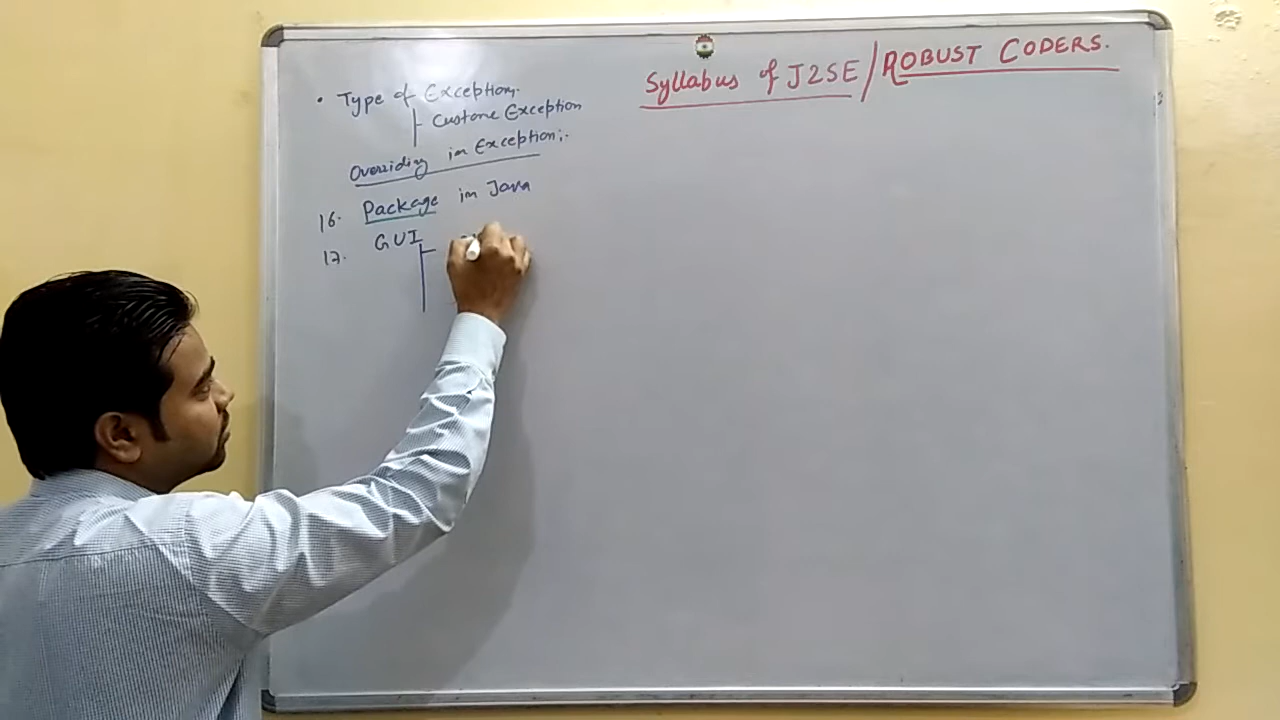 Syllabus of J2SE/ROBUST CODERS.
• Type of Exception.
Custome Exception
Overriding in Exception;.
16. Package in Java
17. GUI